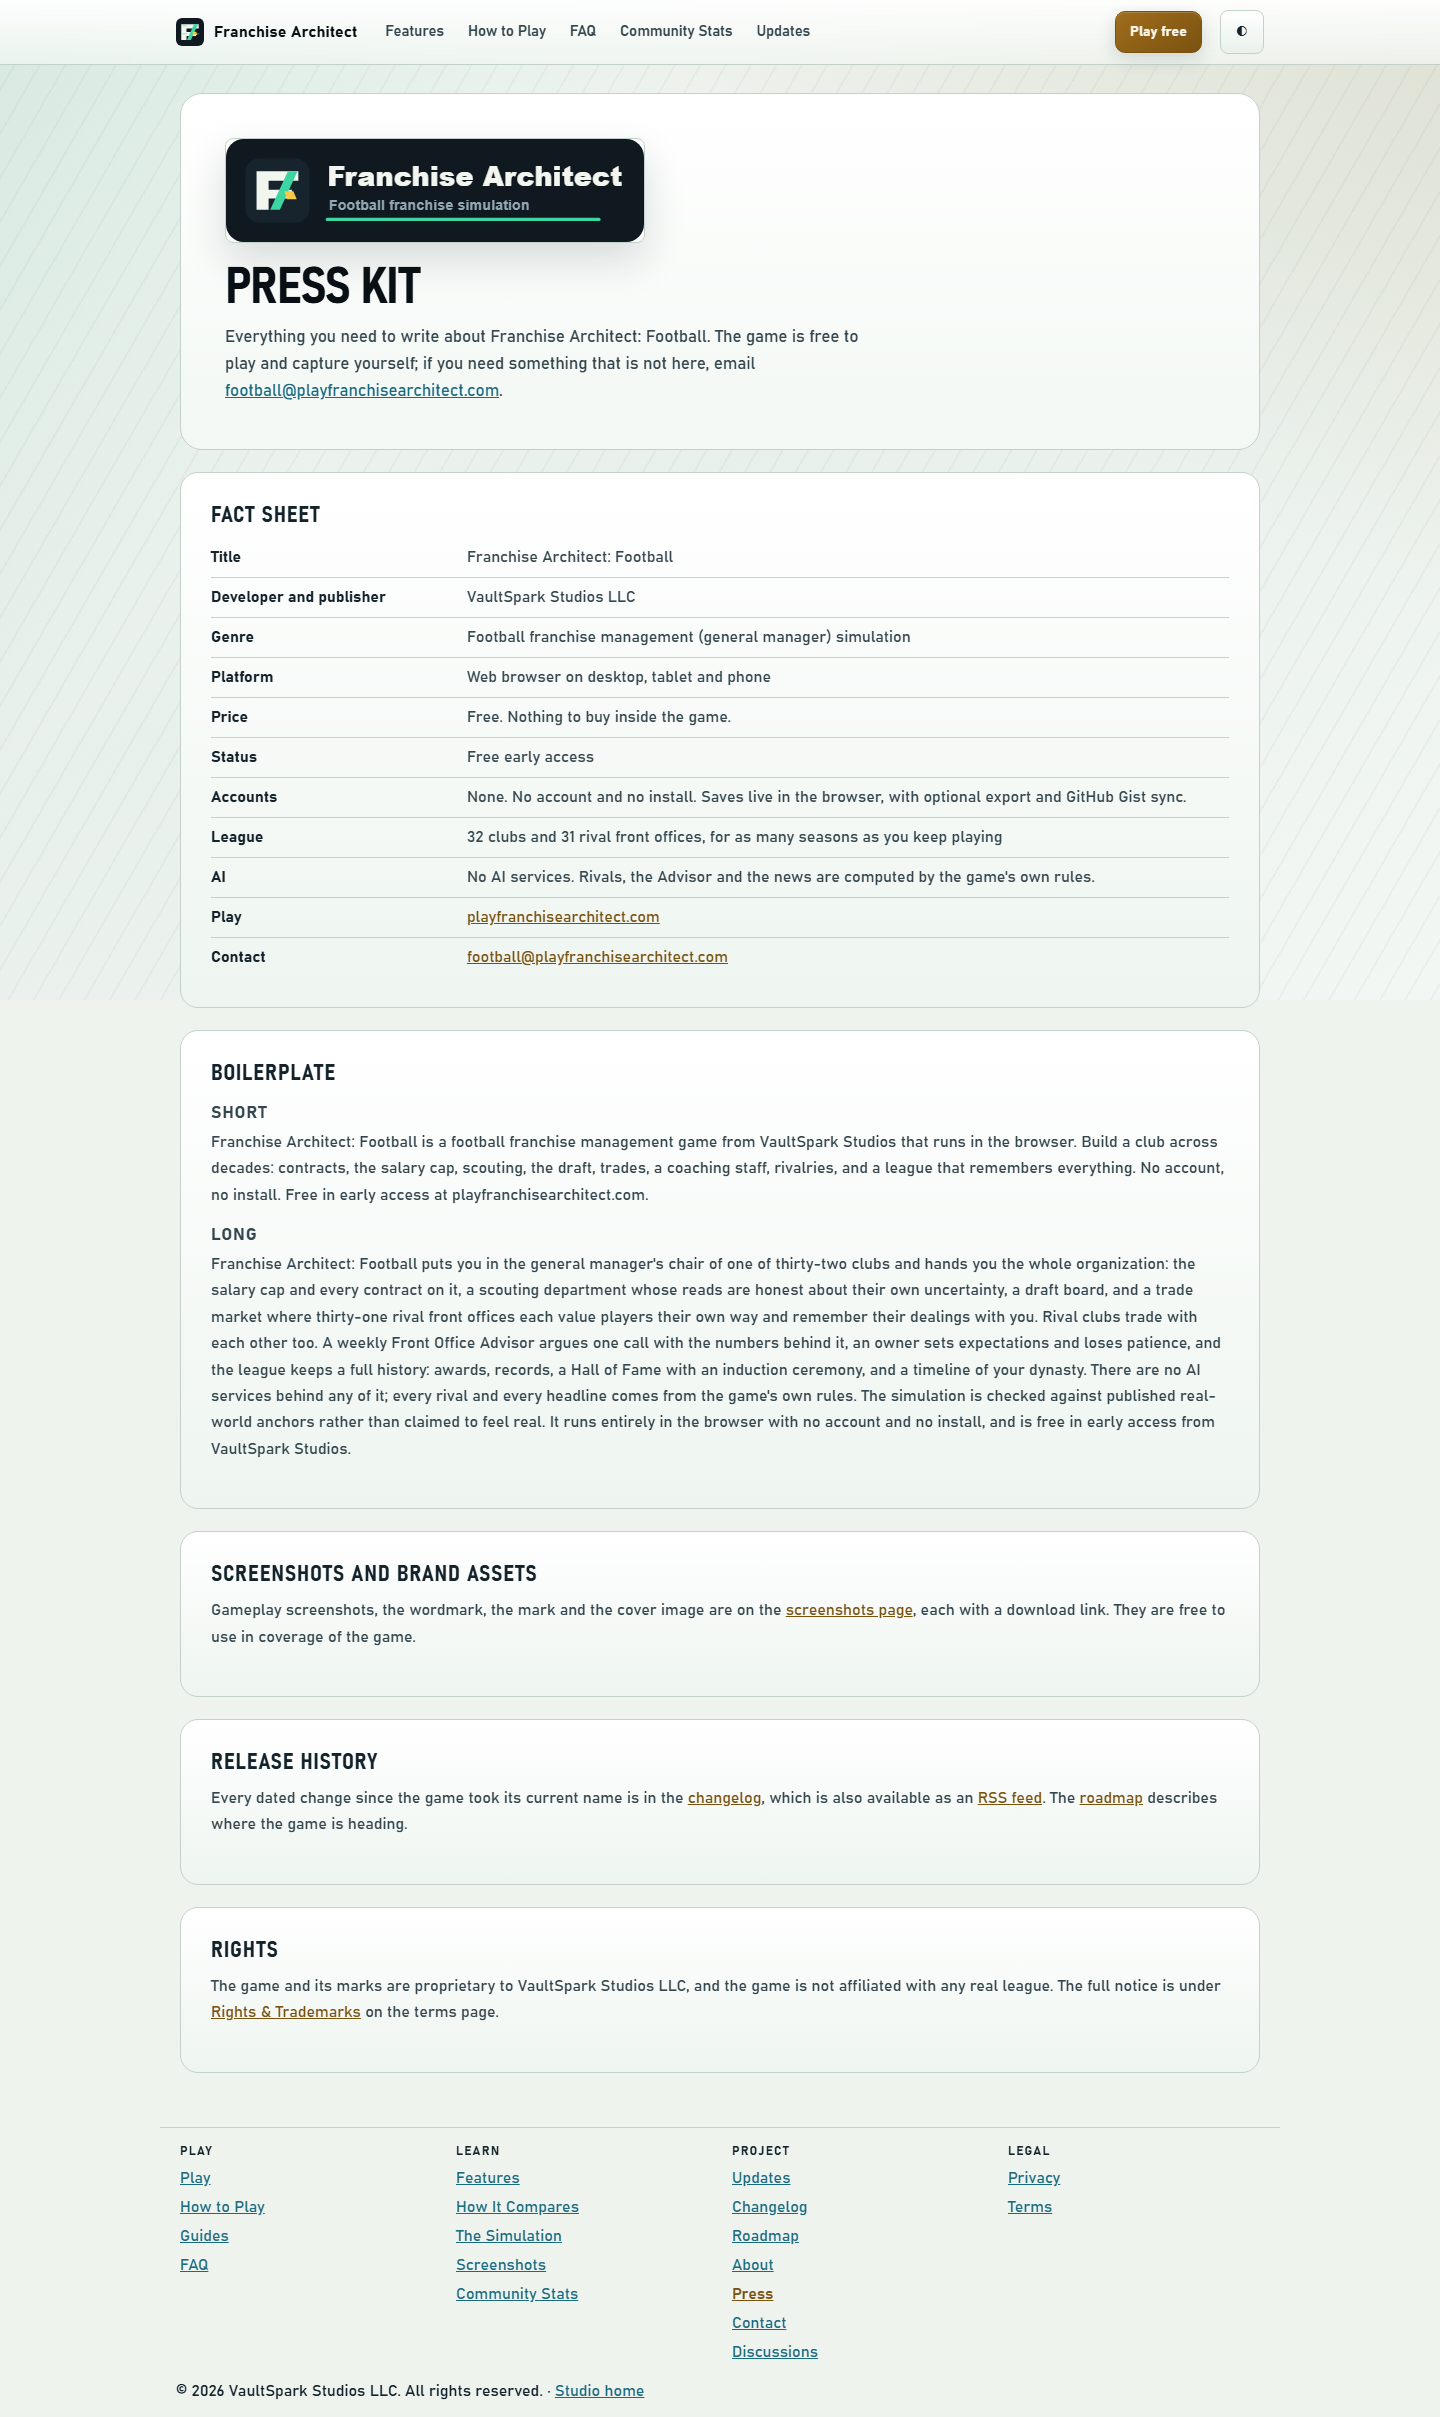 Franchise Architect
Features
How to Play
FAQ
Community Stats
Updates
Play free
Franchise Architect
Football franchise simulation
PRESS KIT
Everything you need to write about Franchise Architect: Football. The game is free to
play and capture yourself; if you need something that is not here, email
football@playfranchisearchitect.com.
FACT SHEET
Title Franchise Architect: Football
Developer and publisher VaultSpark Studios LLC
Genre Football franchise management (general manager) simulation
Platform Web browser on desktop, tablet and phone
Price Free. Nothing to buy inside the game.
Status Free early access
Accounts None. No account and no install. Saves live in the browser, with optional export and GitHub Gist sync.
League 32 clubs and 31 rival front offices, for as many seasons as you keep playing
AI No AI services. Rivals, the Advisor and the news are computed by the game's own rules.
Play playfranchisearchitect.com
Contact football@playfranchisearchitect.com
BOILERPLATE
SHORT
Franchise Architect: Football is a football franchise management game from VaultSpark Studios that runs in the browser. Build a club across
decades: contracts, the salary cap, scouting, the draft, trades, a coaching staff, rivalries, and a league that remembers everything. No account,
no install. Free in early access at playfranchisearchitect.com.
LONG
Franchise Architect: Football puts you in the general manager's chair of one of thirty-two clubs and hands you the whole organization: the
salary cap and every contract on it, a scouting department whose reads are honest about their own uncertainty, a draft board, and a trade
market where thirty-one rival front offices each value players their own way and remember their dealings with you. Rival clubs trade with
each other too. A weekly Front Office Advisor argues one call with the numbers behind it, an owner sets expectations and loses patience, and
the league keeps a full history: awards, records, a Hall of Fame with an induction ceremony, and a timeline of your dynasty. There are no AI
services behind any of it; every rival and every headline comes from the game's own rules. The simulation is checked against published real-
world anchors rather than claimed to feel real. It runs entirely in the browser with no account and no install, and is free in early access from
VaultSpark Studios.
SCREENSHOTS AND BRAND ASSETS
Gameplay screenshots, the wordmark, the mark and the cover image are on the screenshots page, each with a download link. They are free to
use in coverage of the game.
RELEASE HISTORY
Every dated change since the game took its current name is in the changelog, which is also available as an RSS feed. The roadmap describes
where the game is heading.
RIGHTS
The game and its marks are proprietary to VaultSpark Studios LLC, and the game is not affiliated with any real league. The full notice is under
Rights & Trademarks on the terms page.
PLAY
Play
How to Play
Guides
FAQ
LEARN
Features
How It Compares
The Simulation
Screenshots
Community Stats
PROJECT
Updates
Changelog
Roadmap
About
Press
Contact
Discussions
LEGAL
Privacy
Terms
© 2026 VaultSpark Studios LLC. All rights reserved. · Studio home